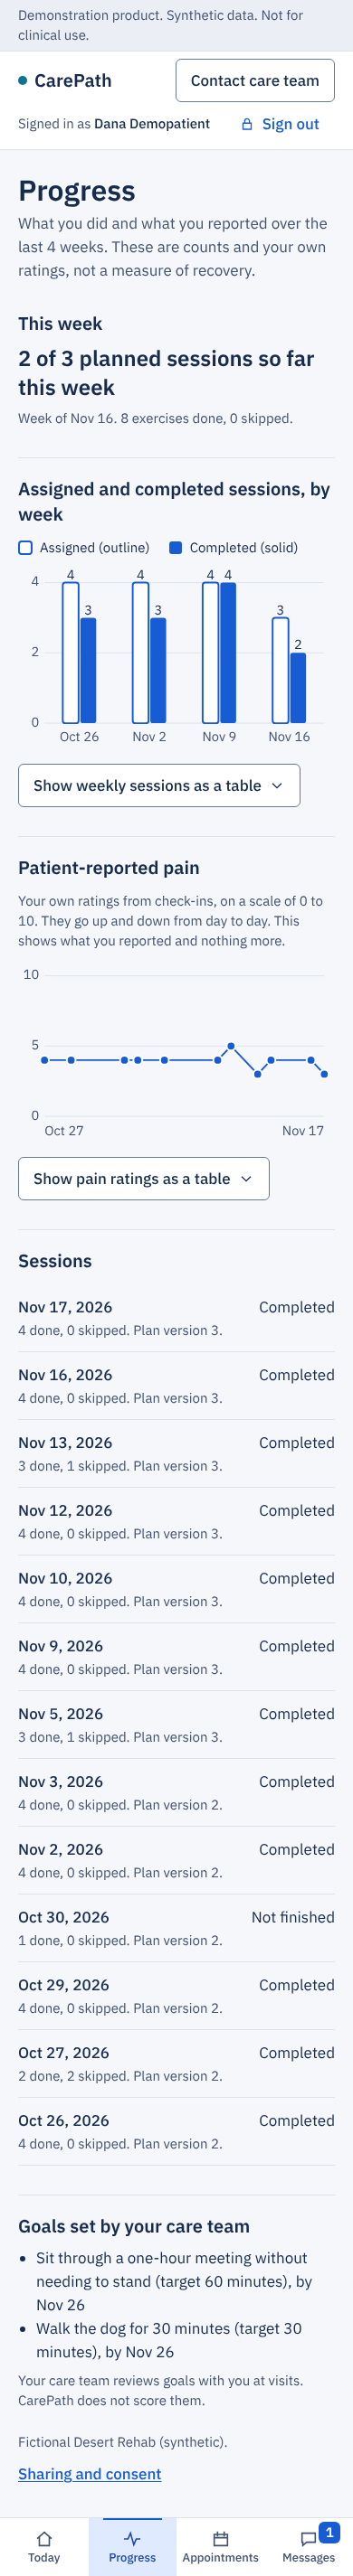 Demonstration product. Synthetic data. Not for
clinical use.
CarePath
Contact care team
Signed in as Dana Demopatient
Sign out
Progress
What you did and what you reported over the
last 4 weeks. These are counts and your own
ratings, not a measure of recovery.
This week
2 of 3 planned sessions so far
this week
Week of Nov 16. 8 exercises done, 0 skipped.
Assigned and completed sessions, by
week
Assigned (outline)
Completed (solid)
4
2
0
4
3
4
3
4
4
3
2
Oct 26
Nov 2
Nov 9
Nov 16
Show weekly sessions as a table
Patient-reported pain
Your own ratings from check-ins, on a scale of 0 to
10. They go up and down from day to day. This
shows what you reported and nothing more.
10
5
0
Oct 27
Nov 17
Show pain ratings as a table
Sessions
Nov 17, 2026 Completed
4 done, 0 skipped. Plan version 3.
Nov 16, 2026 Completed
4 done, 0 skipped. Plan version 3.
Nov 13, 2026 Completed
3 done, 1 skipped. Plan version 3.
Nov 12, 2026 Completed
4 done, 0 skipped. Plan version 3.
Nov 10, 2026 Completed
4 done, 0 skipped. Plan version 3.
Nov 9, 2026 Completed
4 done, 0 skipped. Plan version 3.
Nov 5, 2026 Completed
3 done, 1 skipped. Plan version 3.
Nov 3, 2026 Completed
4 done, 0 skipped. Plan version 2.
Nov 2, 2026 Completed
4 done, 0 skipped. Plan version 2.
Oct 30, 2026 Not finished
1 done, 0 skipped. Plan version 2.
Oct 29, 2026 Completed
4 done, 0 skipped. Plan version 2.
Oct 27, 2026 Completed
2 done, 2 skipped. Plan version 2.
Oct 26, 2026 Completed
4 done, 0 skipped. Plan version 2.
Goals set by your care team
• Sit through a one-hour meeting without
needing to stand (target 60 minutes), by
Nov 26
• Walk the dog for 30 minutes (target 30
minutes), by Nov 26
Your care team reviews goals with you at visits.
CarePath does not score them.
Fictional Desert Rehab (synthetic).
Sharing and consent
1
Today
Progress
Appointments
Messages